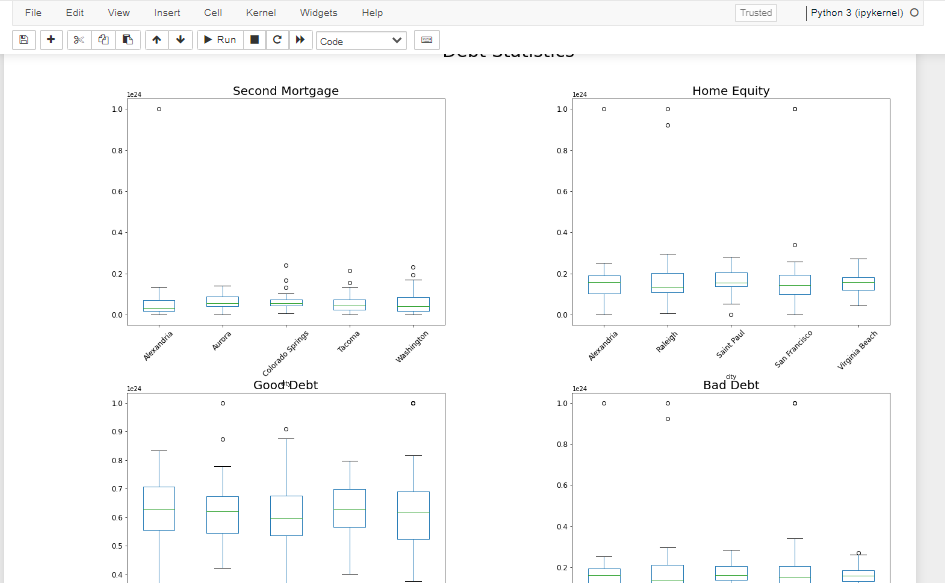 File Edit View Insert Cell Kernel Widgets Help Trusted Python 3 (ipykernel)
Run Code
Debt Statistics
Second Mortgage
1e24
1.0
0.8
0.6
0.4
0.2
0.0
Alexandria
Aurora
Colorado Springs
Tacoma
Washington
Home Equity
1e24
1.0
0.8
0.6
0.4
0.2
0.0
Alexandria
Raleigh
Saint Paul
San Francisco
Virginia Beach
city
Good Debt
1e24
1.0
0.9
0.8
0.7
0.6
0.5
0.4
Bad Debt
1e24
1.0
0.8
0.6
0.4
0.2